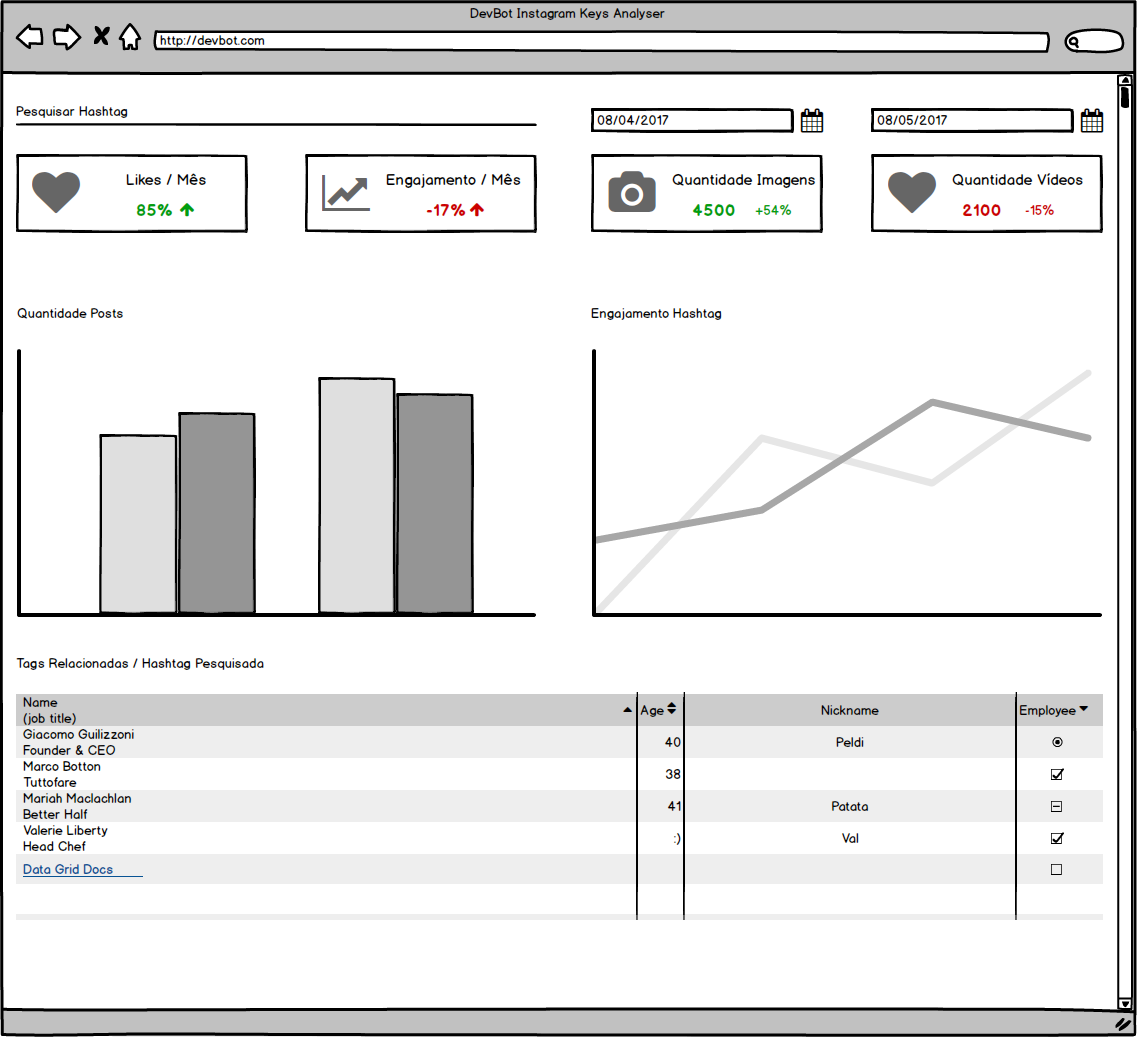 DevBot Instagram Keys Analyser
http://devbot.com
Pesquisar Hashtag
08/04/2017
08/05/2017
Likes / Mês
85%
Engajamento / Mês
-17%
Quantidade Imagens
4500 +54%
Quantidade Vídeos
2100 -15%
Quantidade Posts
Engajamento Hashtag
Tags Relacionadas / Hashtag Pesquisada
Name
(job title)
Age
Nickname
Employee
Giacomo Guilizzoni
Founder & CEO
40
Peldi
Marco Botton
Tuttofare
38
Mariah Maclachlan
Better Half
41
Patata
Valerie Liberty
Head Chef
:)
Val
Data Grid Docs